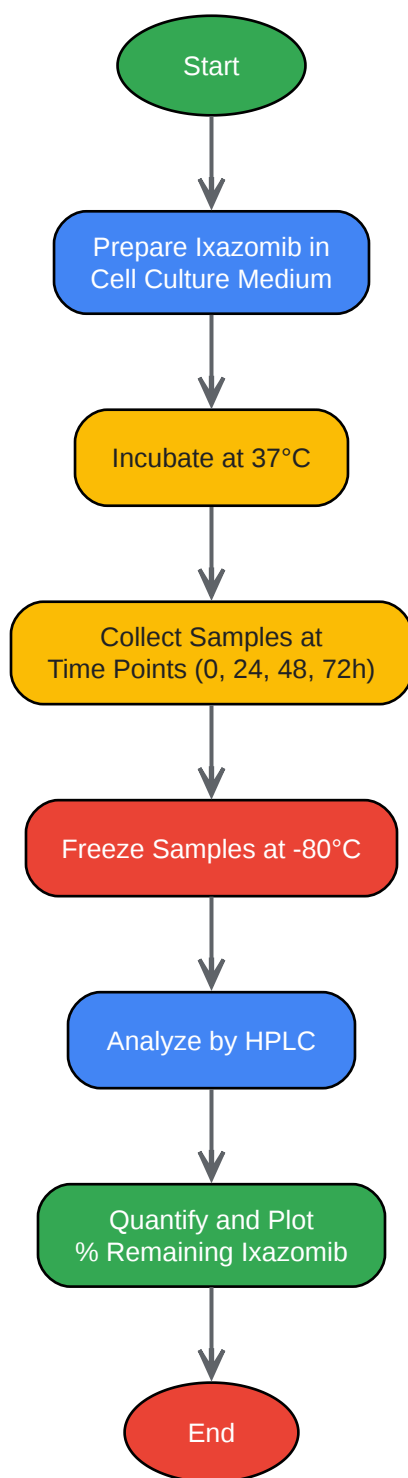 Start
Prepare Ixazomib in
Cell Culture Medium
Incubate at 37°C
Collect Samples at
Time Points (0, 24, 48, 72h)
Freeze Samples at -80°C
Analyze by HPLC
Quantify and Plot
% Remaining Ixazomib
End